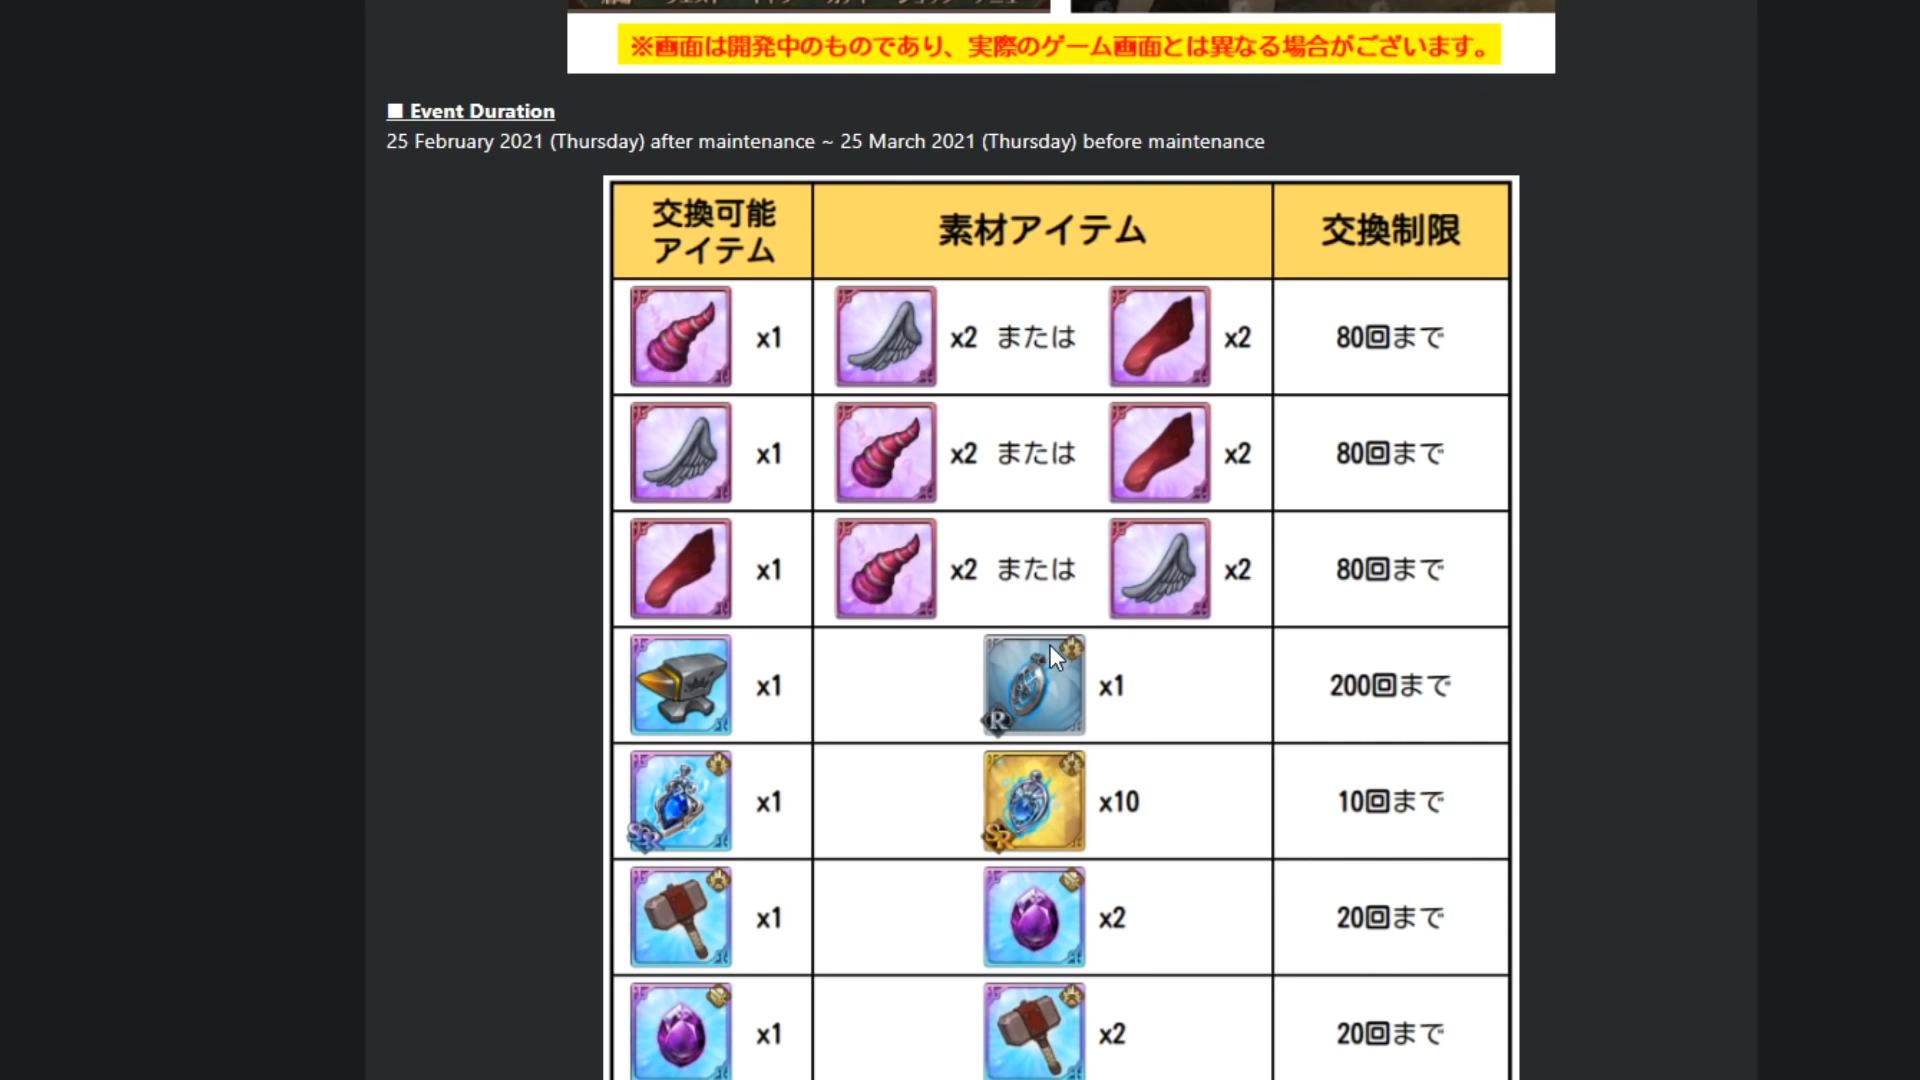 ※画面は開発中のものであり、実際のゲーム画面とは異なる場合がございます。
■ Event Duration
25 February 2021 (Thursday) after maintenance ~ 25 March 2021 (Thursday) before maintenance
交換可能
アイテム
素材アイテム
交換制限
x1 x2 または x2 80回まで
x1 x2 または x2 80回まで
x1 x2 または x2 80回まで
x1 R x1 200回まで
SSR x1 SR x10 10回まで
x1 x2 20回まで
x1 x2 20回まで